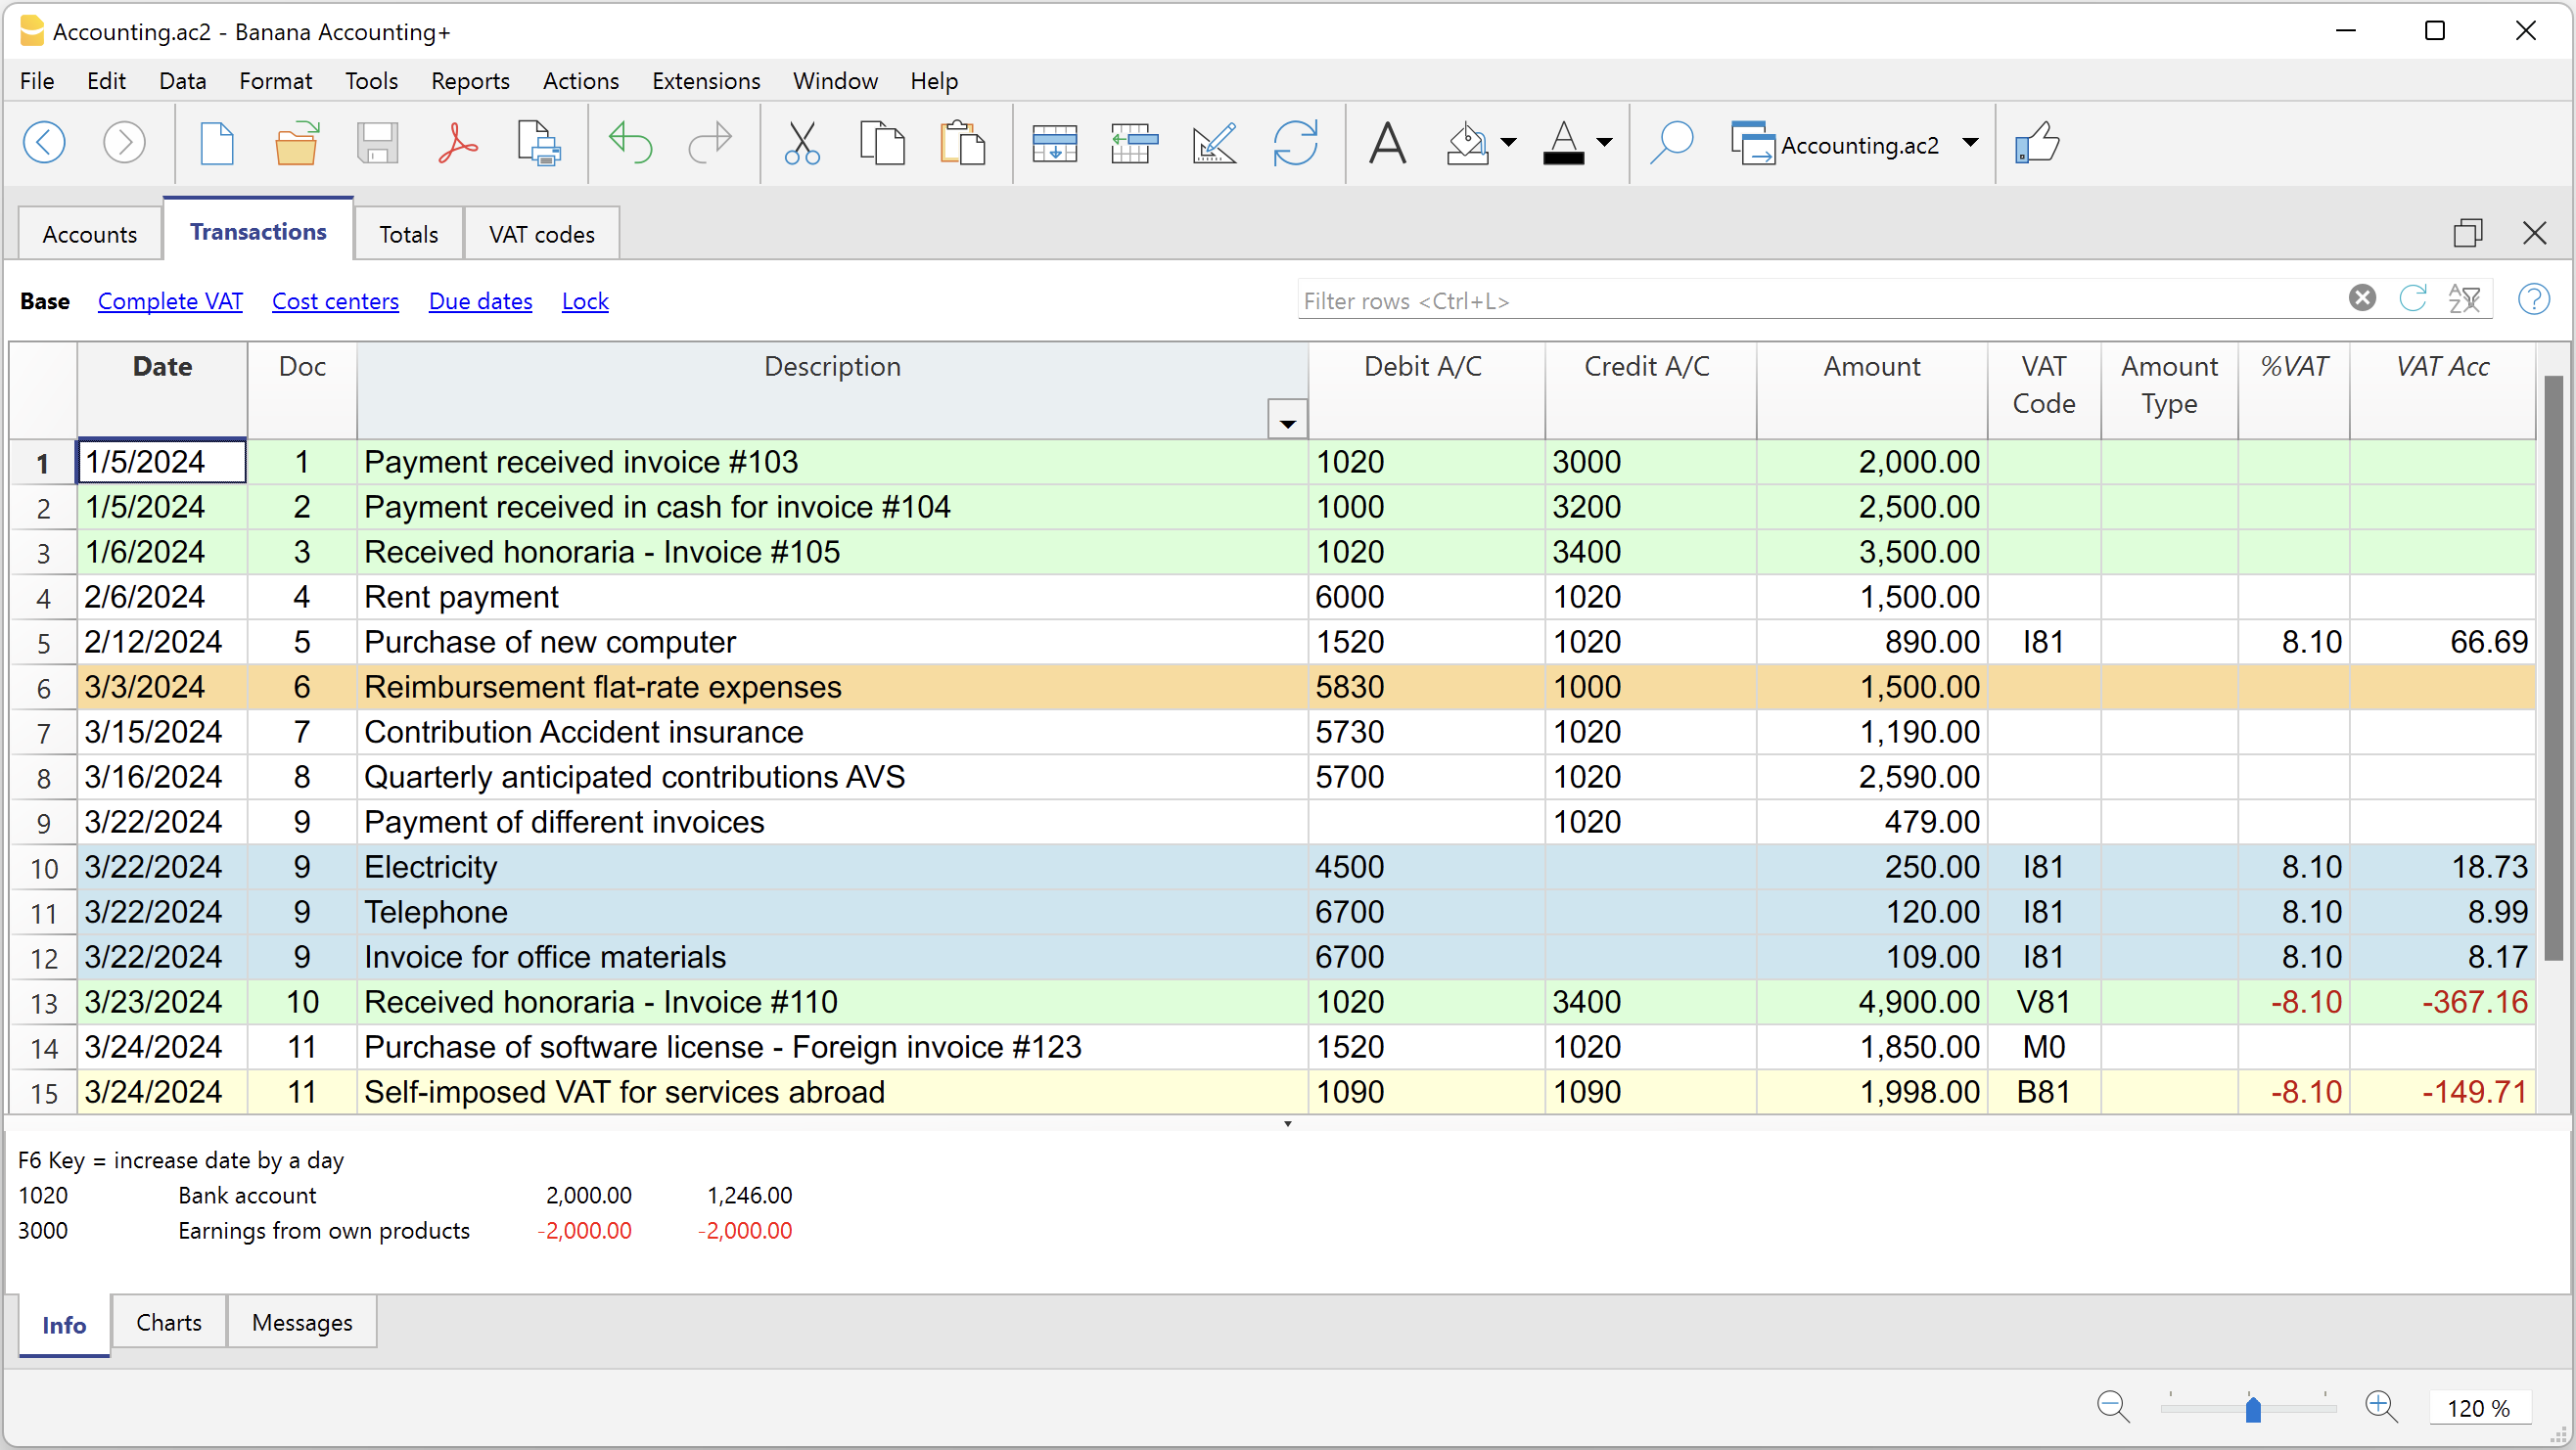 Accounting.ac2 - Banana Accounting+
File Edit Data Format Tools Reports Actions Extensions Window Help
Accounting.ac2
Accounts Transactions Totals VAT codes
Base Complete VAT Cost centers Due dates Lock Filter rows <Ctrl+L>
Date Doc Description Debit A/C Credit A/C Amount VAT Code Amount Type %VAT VAT Acc
1 1/5/2024 1 Payment received invoice #103 1020 3000 2,000.00
2 1/5/2024 2 Payment received in cash for invoice #104 1000 3200 2,500.00
3 1/6/2024 3 Received honoraria - Invoice #105 1020 3400 3,500.00
4 2/6/2024 4 Rent payment 6000 1020 1,500.00
5 2/12/2024 5 Purchase of new computer 1520 1020 890.00 I81 8.10 66.69
6 3/3/2024 6 Reimbursement flat-rate expenses 5830 1000 1,500.00
7 3/15/2024 7 Contribution Accident insurance 5730 1020 1,190.00
8 3/16/2024 8 Quarterly anticipated contributions AVS 5700 1020 2,590.00
9 3/22/2024 9 Payment of different invoices 1020 479.00
10 3/22/2024 9 Electricity 4500 250.00 I81 8.10 18.73
11 3/22/2024 9 Telephone 6700 120.00 I81 8.10 8.99
12 3/22/2024 9 Invoice for office materials 6700 109.00 I81 8.10 8.17
13 3/23/2024 10 Received honoraria - Invoice #110 1020 3400 4,900.00 V81 -8.10 -367.16
14 3/24/2024 11 Purchase of software license - Foreign invoice #123 1520 1020 1,850.00 M0
15 3/24/2024 11 Self-imposed VAT for services abroad 1090 1090 1,998.00 B81 -8.10 -149.71
F6 Key = increase date by a day
1020 Bank account 2,000.00 1,246.00
3000 Earnings from own products -2,000.00 -2,000.00
Info Charts Messages
120 %